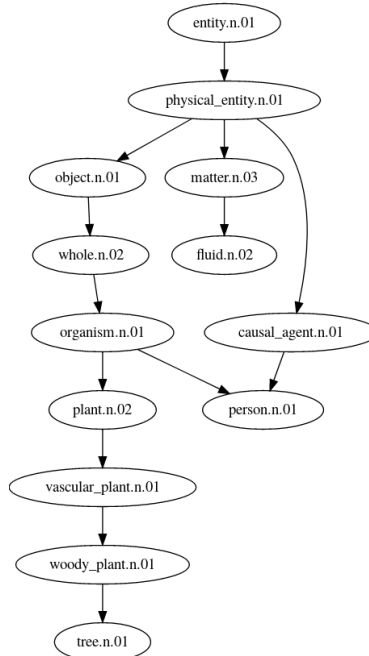 entity.n.01
physical_entity.n.01
object.n.01 matter.n.03
whole.n.02 fluid.n.02
organism.n.01 causal_agent.n.01
plant.n.02 person.n.01
vascular_plant.n.01
woody_plant.n.01
tree.n.01